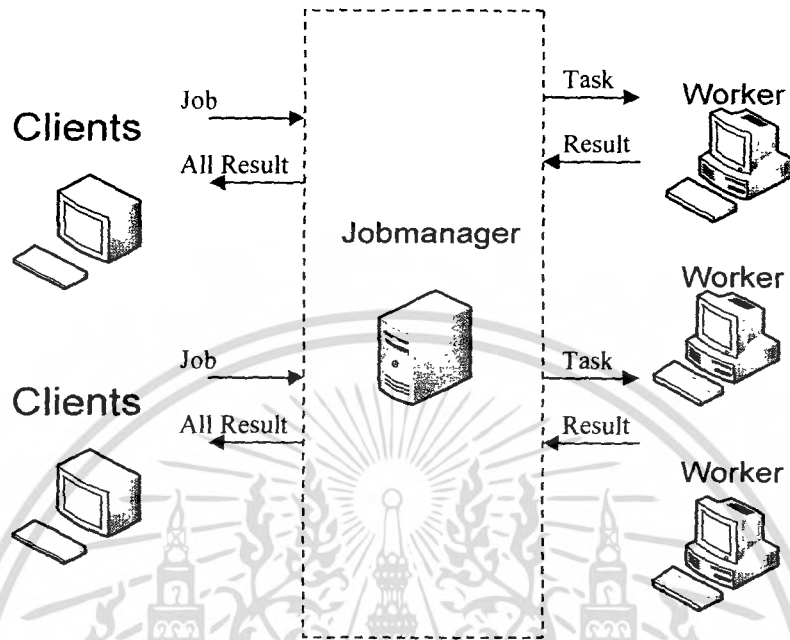 Clients
Job
All Result
Jobmanager
Task
Result
Worker
Worker
Clients
Job
All Result
Task
Result
Worker